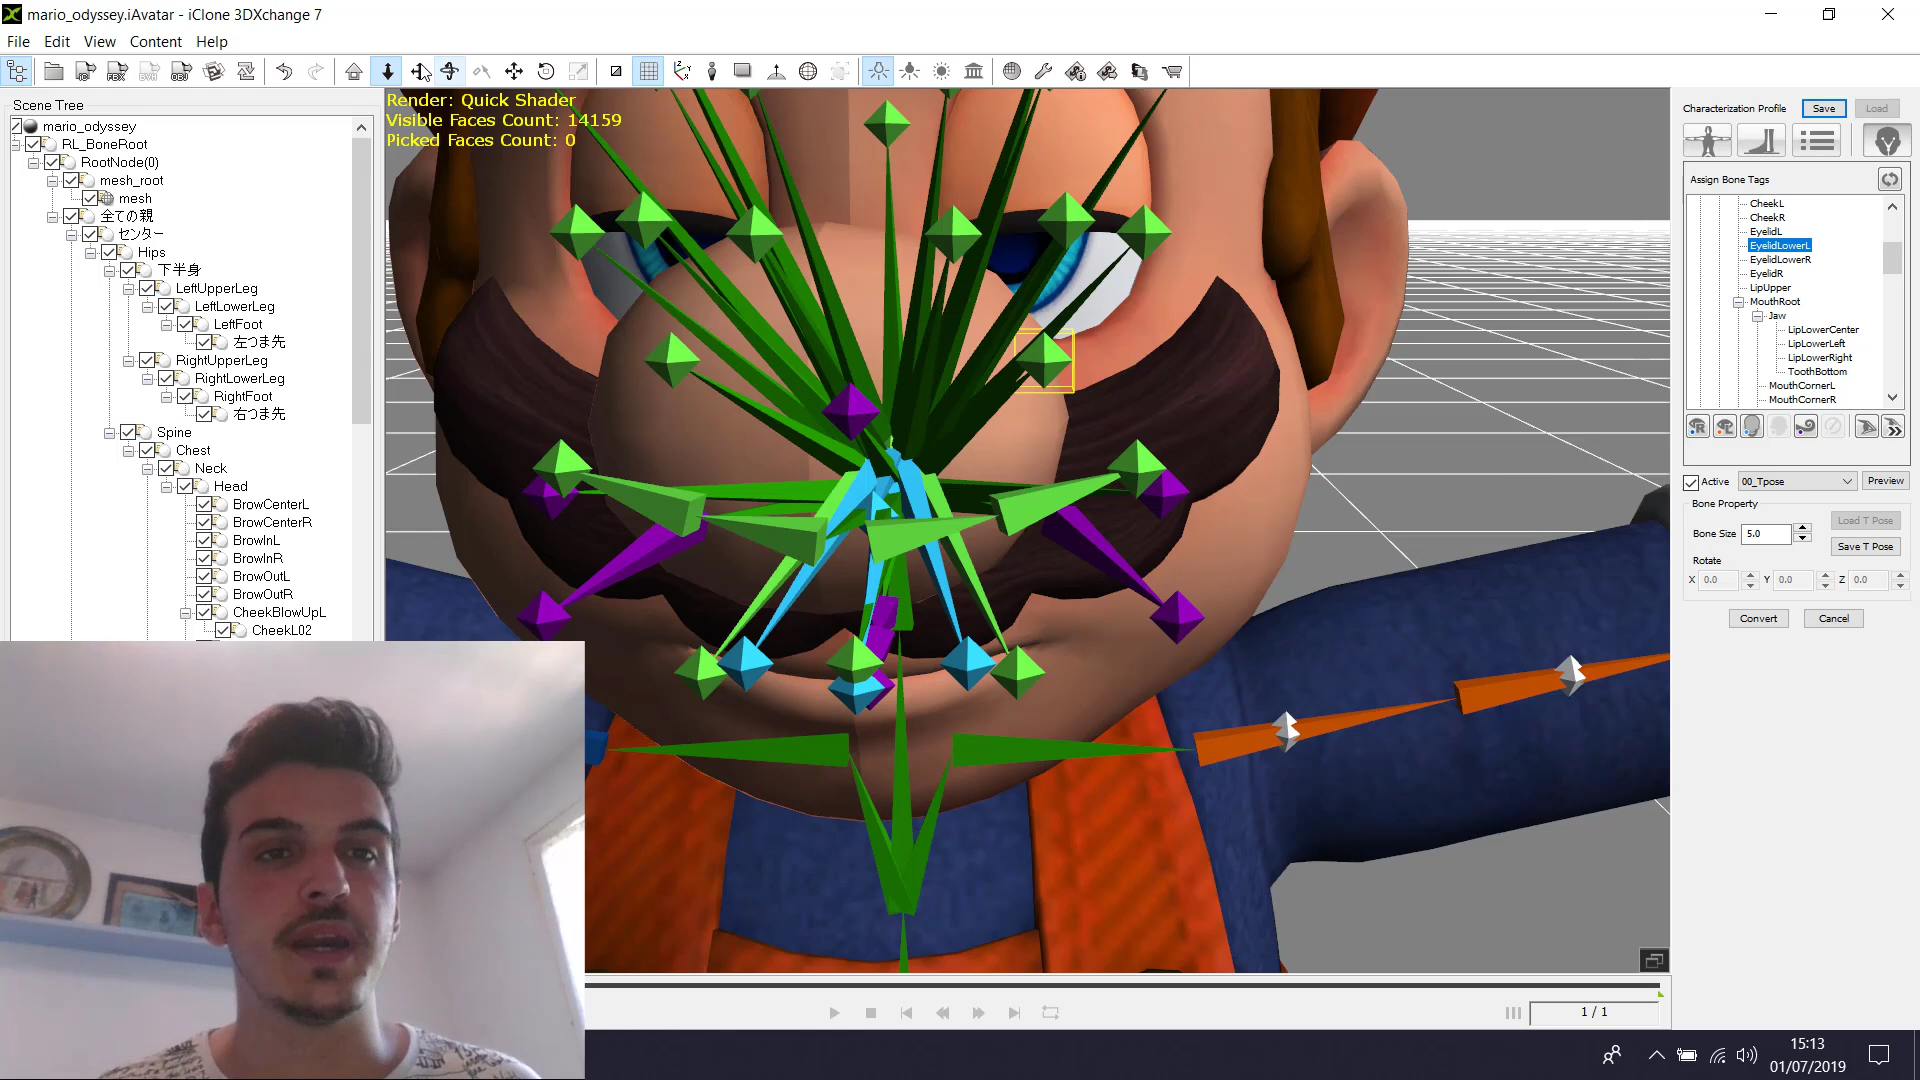 mario_odyssey.iAvatar - iClone 3DXchange 7
File Edit View Content Help
Scene Tree
mario_odyssey
RL_BoneRoot
RootNode(0)
mesh_root
mesh
全ての親
センター
Hips
下半身
LeftUpperLeg
LeftLowerLeg
LeftFoot
左つま先
RightUpperLeg
RightLowerLeg
RightFoot
右つま先
Spine
Chest
Neck
Head
BrowCenterL
BrowCenterR
BrowInL
BrowInR
BrowOutL
BrowOutR
CheekBlowUpL
CheekL02
Render: Quick Shader
Visible Faces Count: 14159
Picked Faces Count: 0
Characterization Profile Save Load
Assign Bone Tags
CheekL
CheekR
EyelidL
EyelidLowerL
EyelidLowerR
EyelidR
LipUpper
MouthRoot
Jaw
LipLowerCenter
LipLowerLeft
LipLowerRight
ToothBottom
MouthCornerL
MouthCornerR
Active 00_Tpose Preview
Bone Property
Load T Pose
Bone Size 5.0
Save T Pose
Rotate
X 0.0 Y 0.0 Z 0.0
Convert Cancel
1 / 1
15:13
01/07/2019